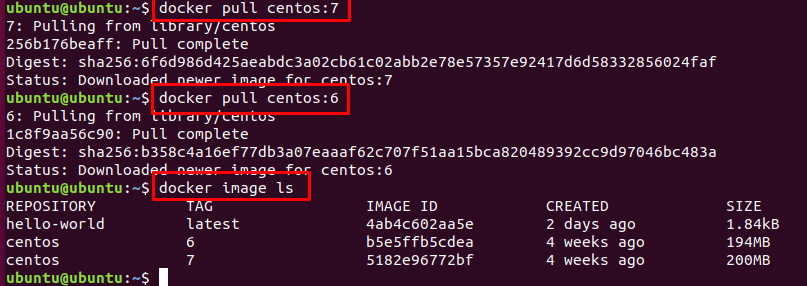 ubuntu@ubuntu:~$ docker pull centos:7
7: Pulling from library/centos
256b176beaff: Pull complete
Digest: sha256:6f6d986d425aeabdc3a02cb61c02abb2e78e57357e92417d6d58332856024faf
Status: Downloaded newer image for centos:7
ubuntu@ubuntu:~$ docker pull centos:6
6: Pulling from library/centos
1c8f9aa56c90: Pull complete
Digest: sha256:b358c4a16ef77db3a07eaaaf62c707f51aa15bca820489392cc9d97046bc483a
Status: Downloaded newer image for centos:6
ubuntu@ubuntu:~$ docker image ls
REPOSITORY TAG IMAGE ID CREATED SIZE
hello-world latest 4ab4c602aa5e 2 days ago 1.84kB
centos 6 b5e5ffb5cdea 4 weeks ago 194MB
centos 7 5182e96772bf 4 weeks ago 200MB
ubuntu@ubuntu:~$